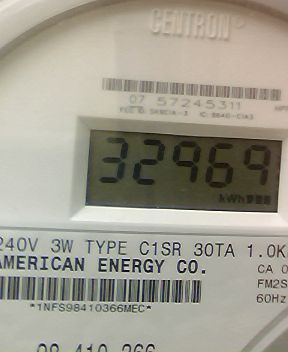 CENTRON
07 57245311
32969
kWh
240V 3W TYPE C1SR 30TA 1.0K
AMERICAN ENERGY CO.
CA 0
FM2S
60Hz
*1NFS98410366MEC*